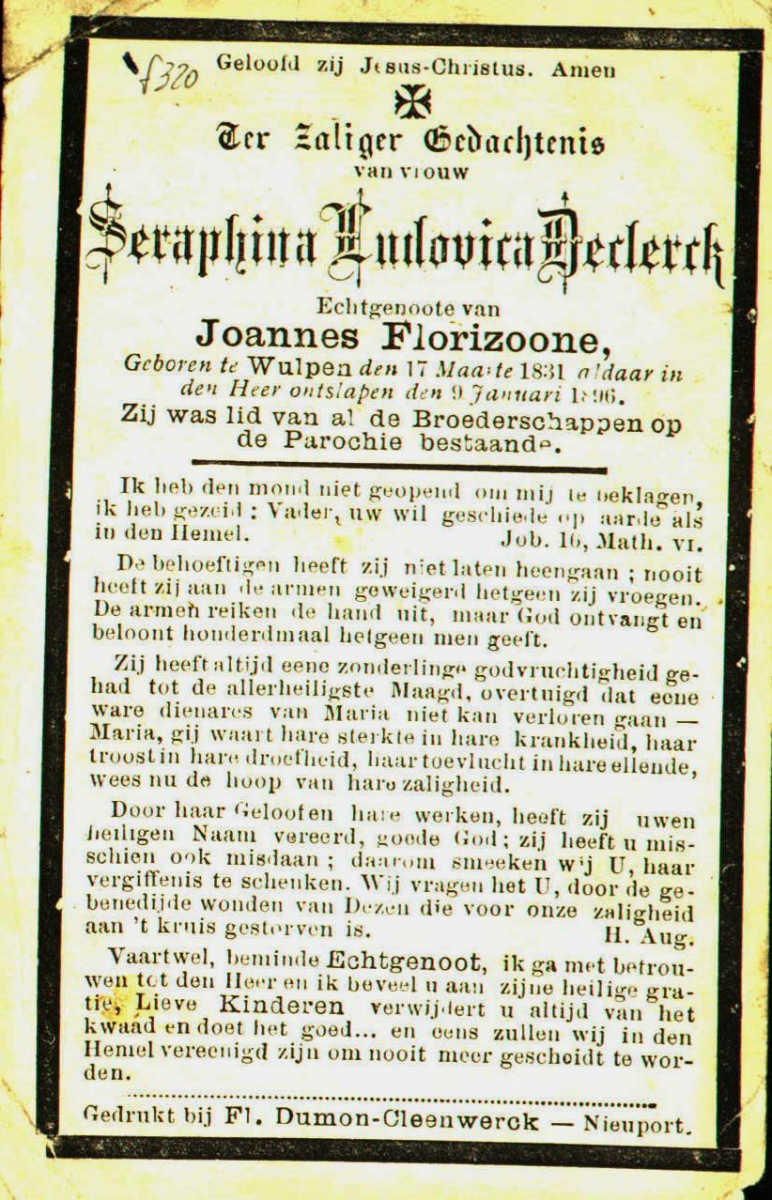 f320
Geloofd zij Jesus-Christus. Amen
Ter Zaliger Gedachtenis
van vrouw
Seraphina Ludovica Declerck
Echtgenoote van
Joannes Florizoone,
Geboren te Wulpen den 17 Maarte 1831 aldaar in
den Heer ontslapen den 9 Januari 1896.
Zij was lid van al de Broederschappen op
de Parochie bestaande.
Ik heb den mond niet geopend om mij te beklagen,
ik heb gezeid : Vader, uw wil geschiede op aarde als
in den Hemel. Job. 16, Math. VI.
De behoeftigen heeft zij niet laten heengaan ; nooit
heeft zij aan de armen geweigerd hetgeen zij vroegen.
De armen reiken de hand uit, maar God ontvangt en
beloont honderdmaal hetgeen men geeft.
Zij heeft altijd eene zonderlinge godvruchtigheid ge-
had tot de allerheiligste Maagd, overtuigd dat eene
ware dienares van Maria niet kan verloren gaan —
Maria, gij waart hare sterkte in hare krankheid, haar
troost in hare droefheid, haar toevlucht in hare ellende,
wees nu de hoop van hare zaligheid.
Door haar Geloof en hare werken, heeft zij uwen
heiligen Naam vereerd, goede God ; zij heeft u mis-
schien ook misdaan ; daarom smeeken wij U, haar
vergiffenis te schenken. Wij vragen het U, door de ge-
benedijde wonden van Dezen die voor onze zaligheid
aan 't kruis gestorven is. H. Aug.
Vaartwel, beminde Echtgenoot, ik ga met betrou-
wen tot den Heer en ik beveel u aan zijne heilige gra-
tie, Lieve Kinderen verwijdert u altijd van het
kwaad en doet het goed... en eens zullen wij in den
Hemel vereenigd zijn om nooit meer gescheidt te wor-
den.
Gedrukt bij Fl. Dumon-Cleenwerck — Nieuport.